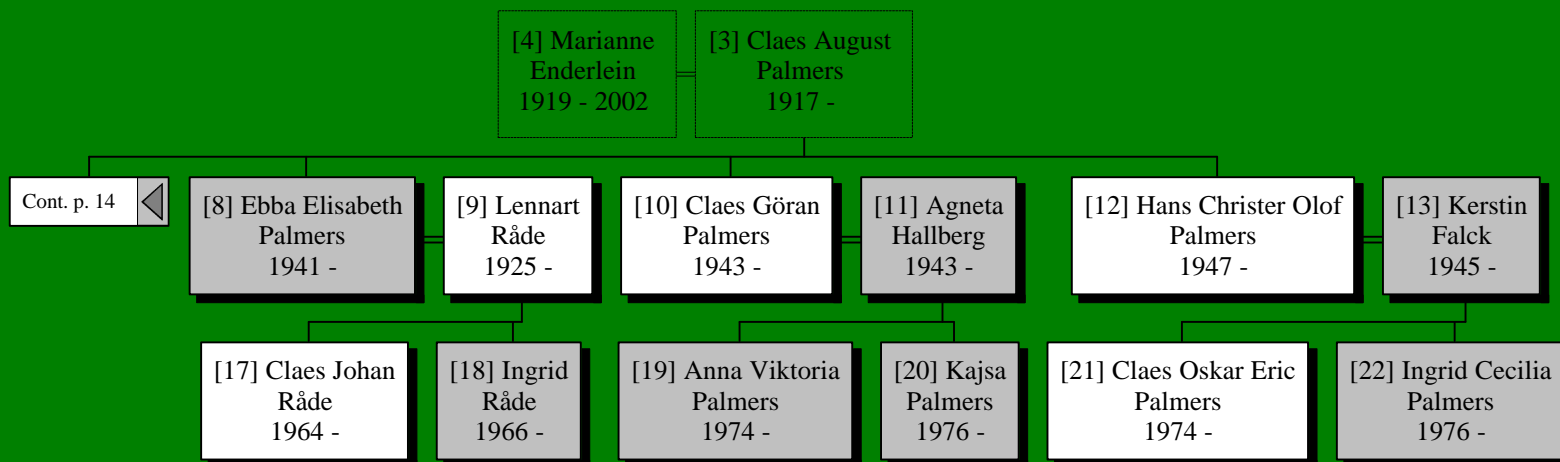 [4] Marianne
Enderlein
1919 - 2002
[3] Claes August
Palmers
1917 -
Cont. p. 14
[8] Ebba Elisabeth
Palmers
1941 -
[9] Lennart
Råde
1925 -
[10] Claes Göran
Palmers
1943 -
[11] Agneta
Hallberg
1943 -
[12] Hans Christer Olof
Palmers
1947 -
[13] Kerstin
Falck
1945 -
[17] Claes Johan
Råde
1964 -
[18] Ingrid
Råde
1966 -
[19] Anna Viktoria
Palmers
1974 -
[20] Kajsa
Palmers
1976 -
[21] Claes Oskar Eric
Palmers
1974 -
[22] Ingrid Cecilia
Palmers
1976 -